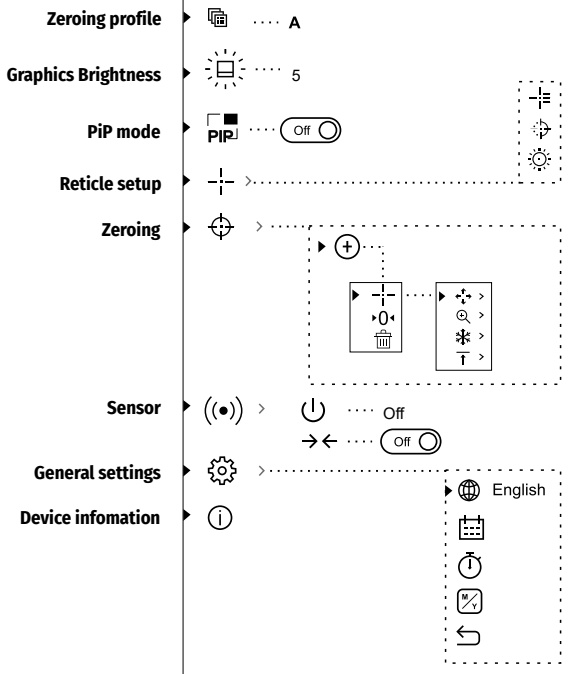 Zeroing profile A
Graphics Brightness 5
PiP mode PIP Off
Reticle setup
Zeroing
0
Sensor Off
Off
General settings
English
Device infomation
M/Y